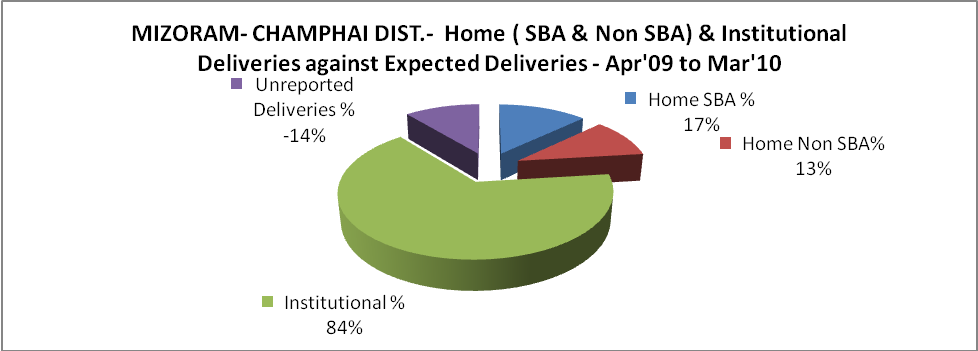 MIZORAM- CHAMPHAI DIST.-  Home ( SBA & Non SBA) & Institutional
Deliveries against Expected Deliveries - Apr'09 to Mar'10
Unreported
Deliveries %
-14%
Home SBA %
17%
Home Non SBA%
13%
Institutional %
84%